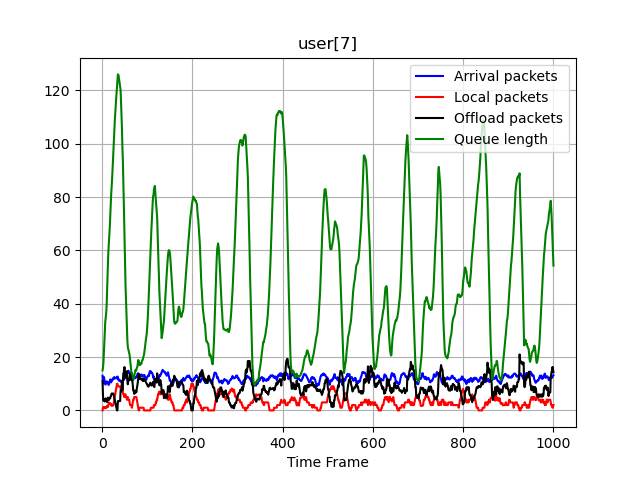 user[7]
Arrival packets
Local packets
Offload packets
Queue length
120
100
80
60
40
20
0
0 200 400 600 800 1000
Time Frame